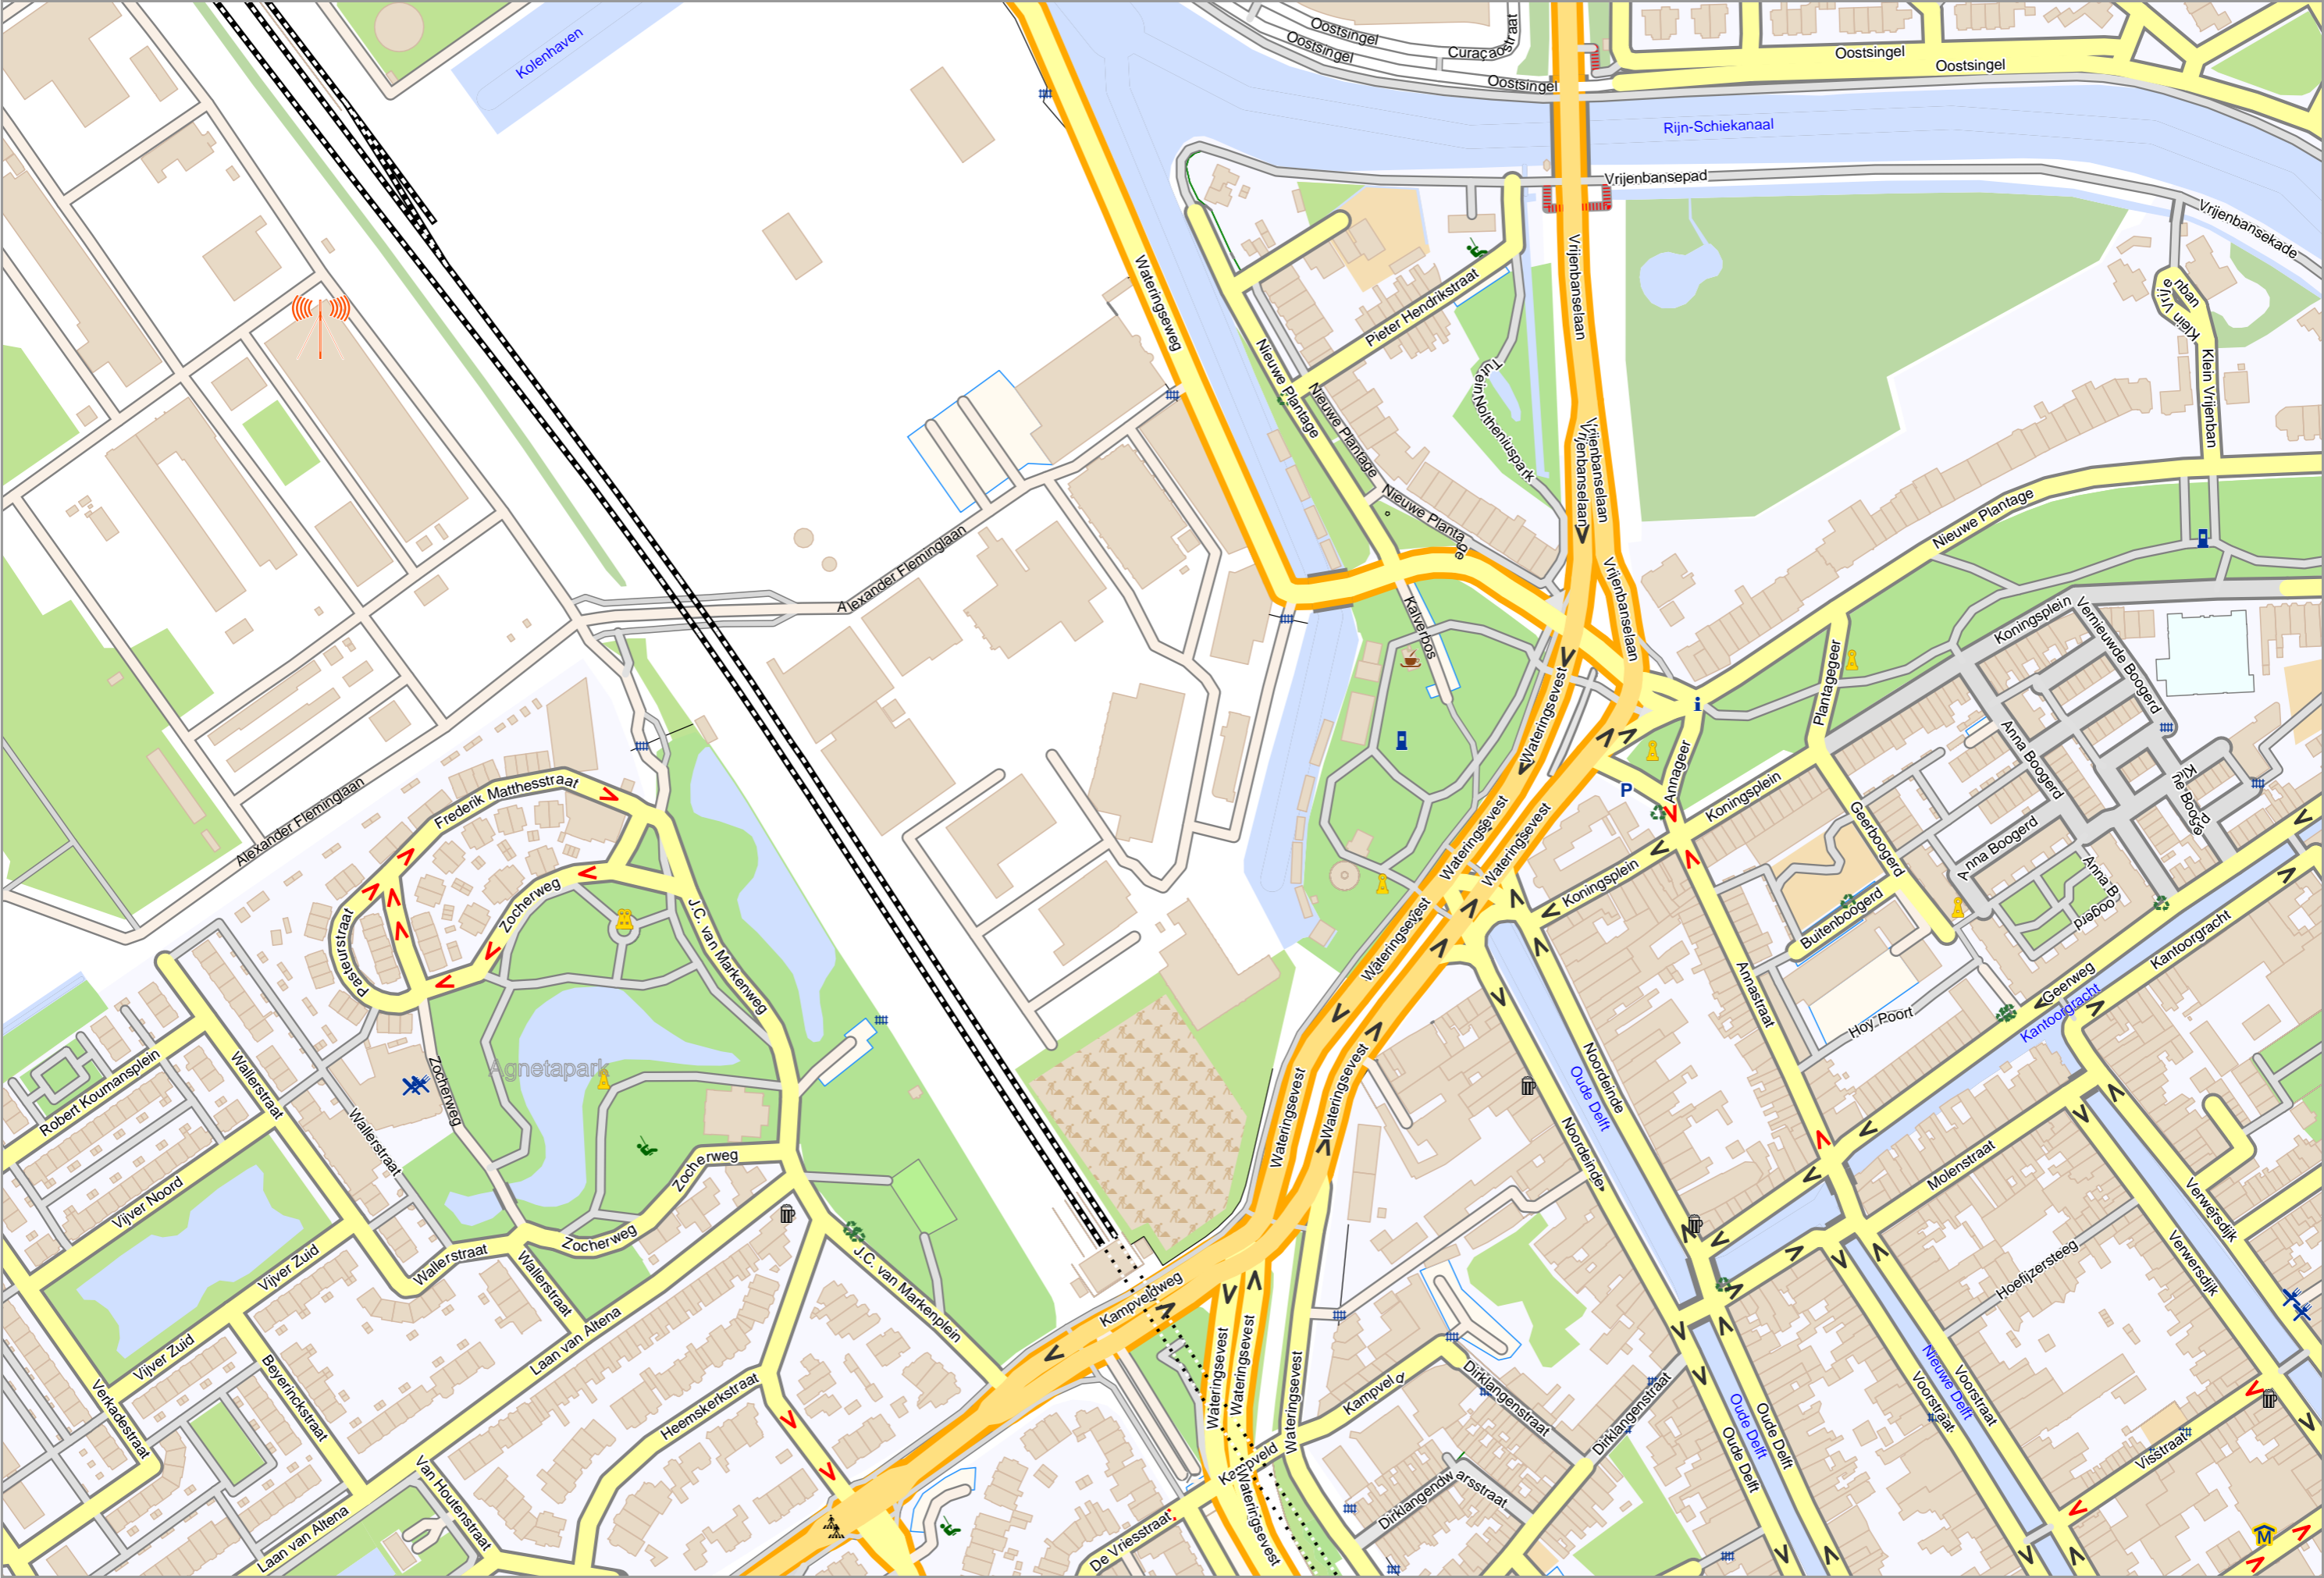 Oostsingel
Oostsingel
Curaçaostraat
Oostsingel
Oostsingel
Oostsingel
Kolenhaven
Rijn-Schiekanaal
Vrijenbansepad
Vrijenbansekade
Wateringseweg
Vrijenbanselaan
Pieter Hendrikstraat
Klein Vrijenban
Klein Vrijenban
Nieuwe Plantage
Nieuwe Plantage
Tutein Noltheniuspark
Vrijenbanselaan
Vrijenbanselaan
Nieuwe Plantage
Nieuwe Plantage
Alexander Fleminglaan
Vrijenbanselaan
Kalverbos
Koningsplein
Vernieuwde Boogerd
Plantagegeer
Wateringsevest
Anna Boogerd
Annageer
P
i
Frederik Matthesstraat
Alexander Fleminglaan
Koningsplein
Kle Boogerd
Wateringsevest
Wateringsevest
Geerboogerd
Anna Boogerd
Anna Boogerd
Zocherweg
Koningsplein
J.C. van Markenweg
Wateringsevest
Buitenboogerd
Pasteurstraat
Kantoorgracht
Annastraat
Geerweg
Kantoorgracht
Hoy Poort
Agnetapark
Robert Koumansplein
Wallerstraat
Zocherweg
Wallerstraat
Wateringsevest
Wateringsevest
Noordeinde
Oude Delft
Noordeinde
Molenstraat
Vijver Noord
Zocherweg
Zocherweg
Verwersdijk
Verwersdijk
Hoefijzersteeg
Vijver Zuid
Wallerstraat
Wallerstraat
J.C. van Markenplein
Kampveldweg
Vijver Zuid
Laan van Altena
Beyerinckstraat
Verkadestraat
Heemskerkstraat
Wateringsevest
Wateringsevest
Wateringsevest
Kampveld
Dirklangenstraat
Dirklangenstraat
Oude Delft
Oude Delft
Oude Delft
Nieuwe Delft
Voorstraat
Voorstraat
Visstraat
Kampveld
Van Houtenstraat
Laan van Altena
De Vriesstraat
Wateringsevest
Dirklangendwarsstraat
M